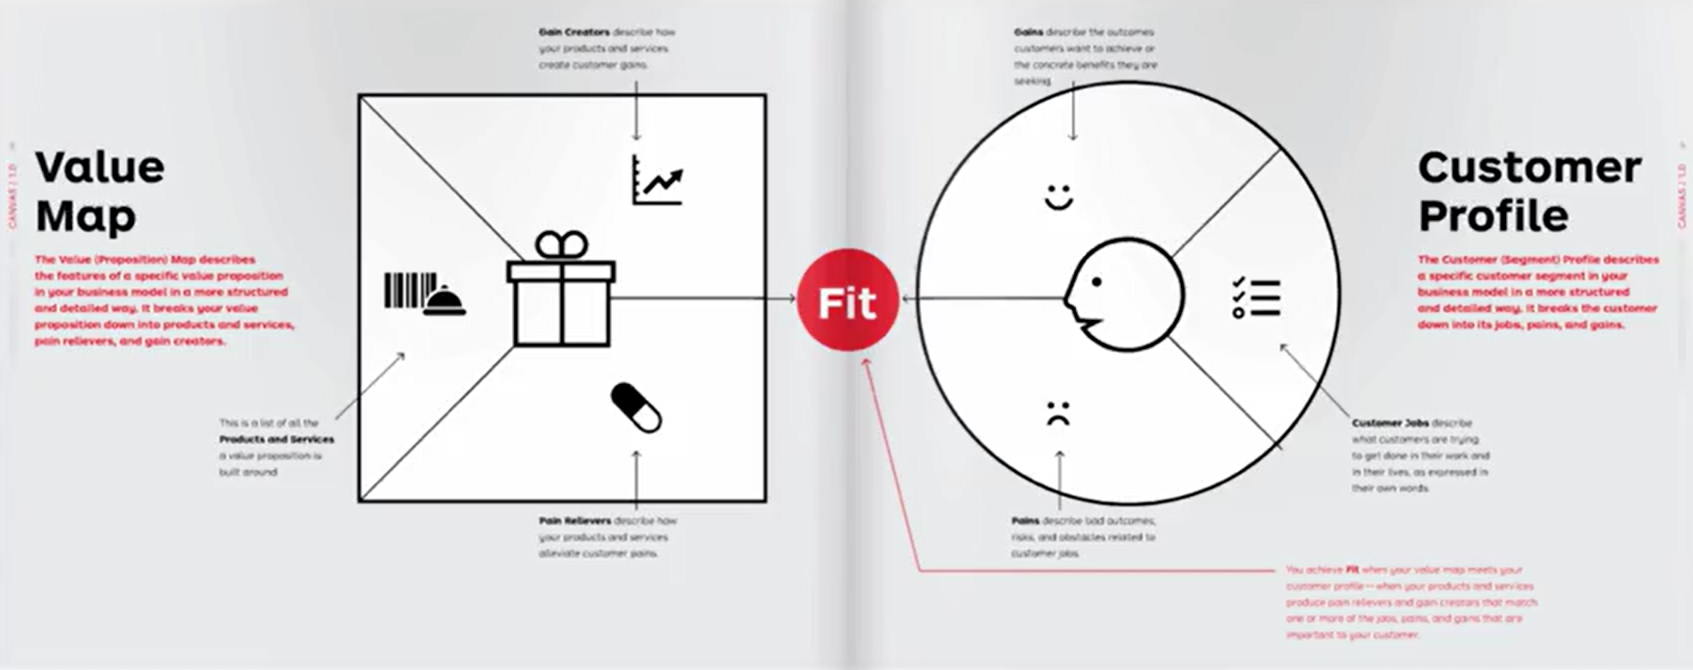 Gain Creators describe how
your products and services
create customer gains.
Gains describe the outcomes
customers want to achieve or
the concrete benefits they are
seeking.
CANVAS / 1.0
Value
Map
The Value (Proposition) Map describes
the features of a specific value proposition
in your business model in a more structured
and detailed way. It breaks your value
proposition down into products and services,
pain relievers, and gain creators.
Fit
Customer
Profile
The Customer (Segment) Profile describes
a specific customer segment in your
business model in a more structured
and detailed way. It breaks the customer
down into its jobs, pains, and gains.
CANVAS / 1.0
This is a list of all the
Products and Services
a value proposition is
built around.
Customer Jobs describe
what customers are trying
to get done in their work and
in their lives, as expressed in
their own words.
Pain Relievers describe how
your products and services
alleviate customer pains.
Pains describe bad outcomes,
risks, and obstacles related to
customer jobs.
You achieve Fit when your value map meets your
customer profile—when your products and services
produce pain relievers and gain creators that match
one or more of the jobs, pains, and gains that are
important to your customer.